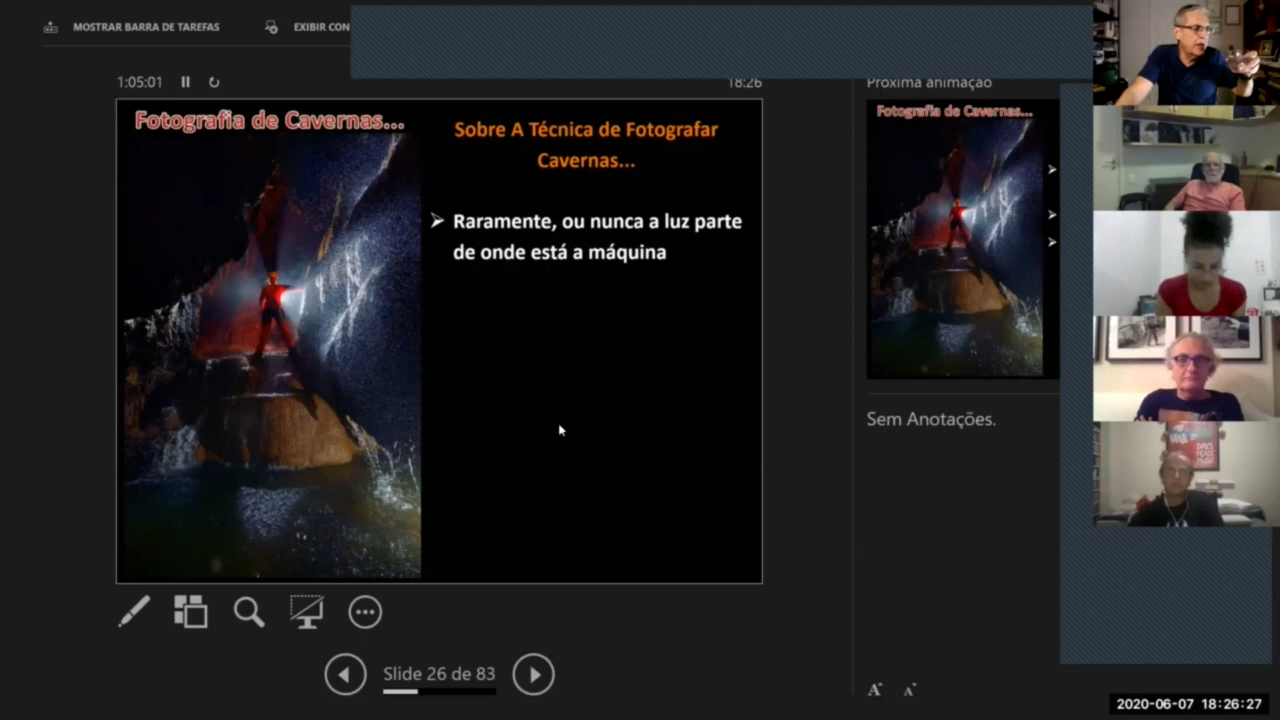 MOSTRAR BARRA DE TAREFAS
EXIBIR CON
1:05:01
18:26
Próxima animação
Fotografia de Cavernas...
Sobre A Técnica de Fotografar
Cavernas...
➢ Raramente, ou nunca a luz parte
de onde está a máquina
Fotografia de Cavernas...
Sem Anotações.
Slide 26 de 83
2020-06-07 18:26:27